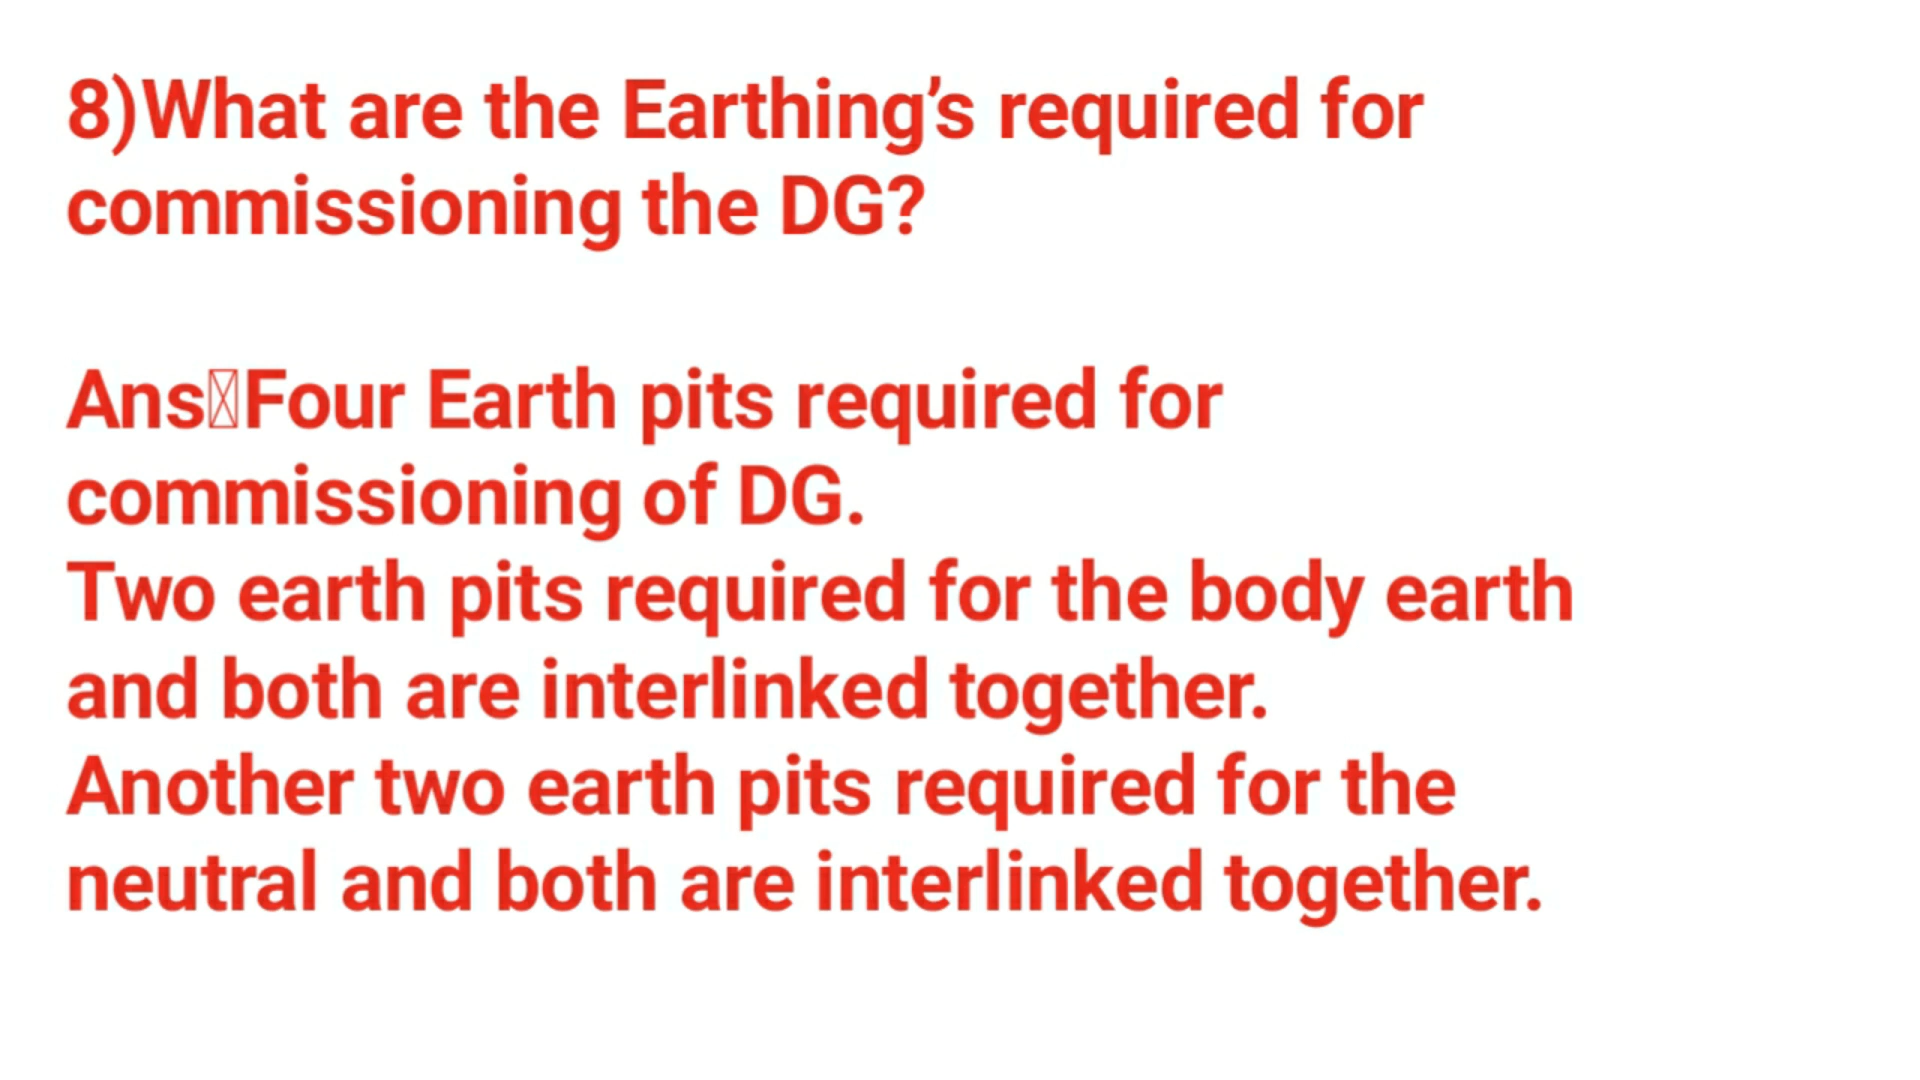 8)What are the Earthing’s required for
commissioning the DG?
Ans Four Earth pits required for
commissioning of DG.
Two earth pits required for the body earth
and both are interlinked together.
Another two earth pits required for the
neutral and both are interlinked together.